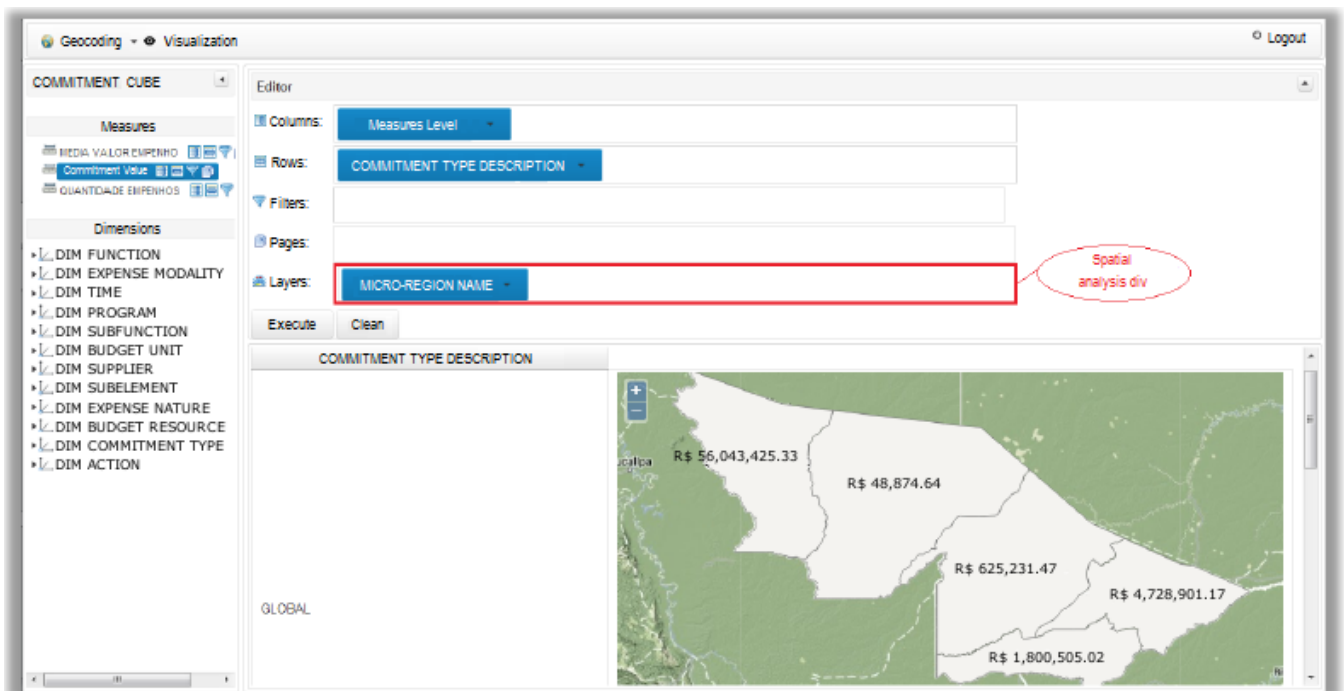 Geocoding Visualization Logout
COMMITMENT CUBE
Measures
MEDIA VALOR EMPENHO
Commitment Value
QUANTIDADE EMPENHOS
Dimensions
DIM FUNCTION
DIM EXPENSE MODALITY
DIM TIME
DIM PROGRAM
DIM SUBFUNCTION
DIM BUDGET UNIT
DIM SUPPLIER
DIM SUBELEMENT
DIM EXPENSE NATURE
DIM BUDGET RESOURCE
DIM COMMITMENT TYPE
DIM ACTION
Editor
Columns: Measures Level
Rows: COMMITMENT TYPE DESCRIPTION
Filters:
Pages:
Layers: MICRO-REGION NAME
Spatial
analysis div
Execute Clean
COMMITMENT TYPE DESCRIPTION
GLOBAL
+
−
ucallpa
R$ 56,043,425.33
R$ 48,874.64
R$ 625,231.47
R$ 4,728,901.17
R$ 1,800,505.02